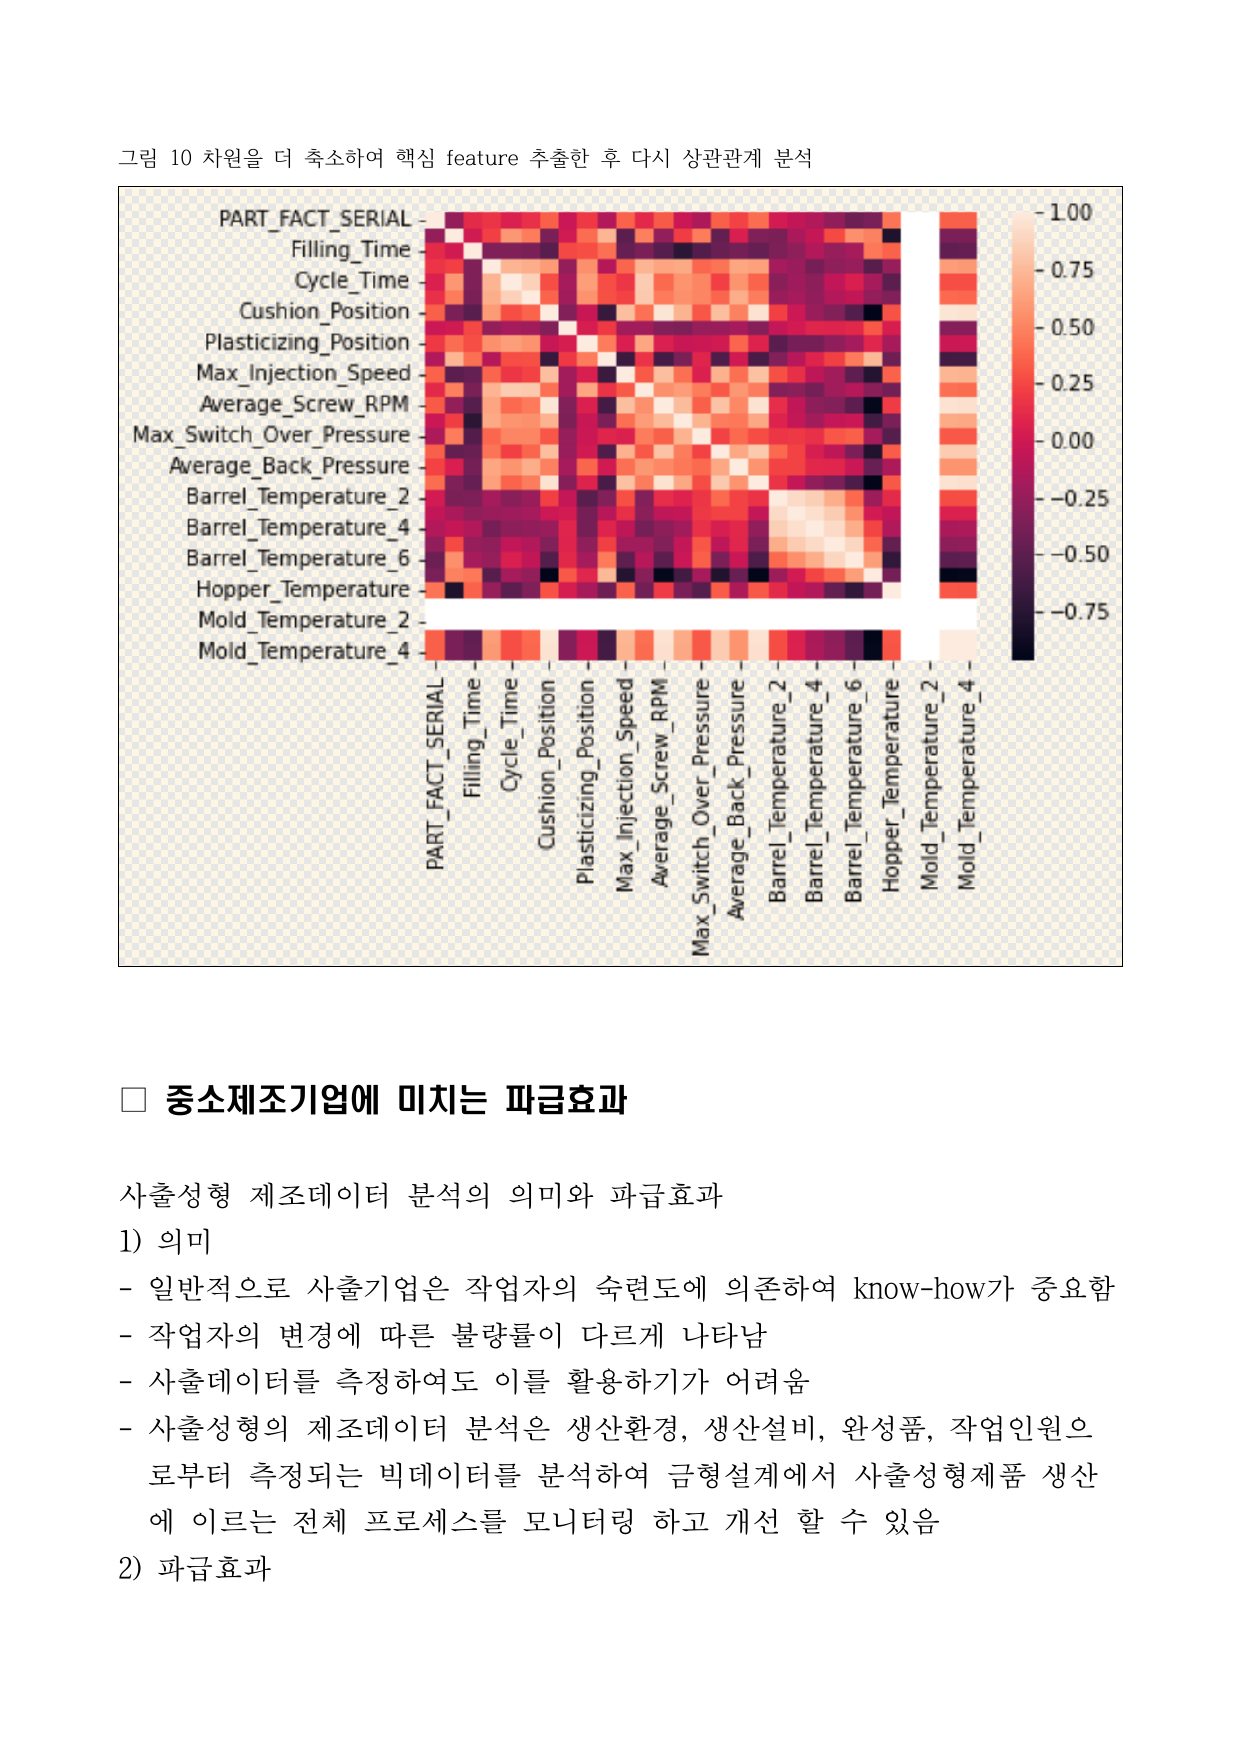 그림 10 차원을 더 축소하여 핵심 feature 추출한 후 다시 상관관계 분석
PART_FACT_SERIAL
Filling_Time
Cycle_Time
Cushion_Position
Plasticizing_Position
Max_Injection_Speed
Average_Screw_RPM
Max_Switch_Over_Pressure
Average_Back_Pressure
Barrel_Temperature_2
Barrel_Temperature_4
Barrel_Temperature_6
Hopper_Temperature
Mold_Temperature_2
Mold_Temperature_4
1.00
0.75
0.50
0.25
0.00
−0.25
−0.50
−0.75
PART_FACT_SERIAL
Filling_Time
Cycle_Time
Cushion_Position
Plasticizing_Position
Max_Injection_Speed
Average_Screw_RPM
Max_Switch_Over_Pressure
Average_Back_Pressure
Barrel_Temperature_2
Barrel_Temperature_4
Barrel_Temperature_6
Hopper_Temperature
Mold_Temperature_2
Mold_Temperature_4
□ 중소제조기업에 미치는 파급효과
사출성형 제조데이터 분석의 의미와 파급효과
1) 의미
- 일반적으로 사출기업은 작업자의 숙련도에 의존하여 know-how가 중요함
- 작업자의 변경에 따른 불량률이 다르게 나타남
- 사출데이터를 측정하여도 이를 활용하기가 어려움
- 사출성형의 제조데이터 분석은 생산환경, 생산설비, 완성품, 작업인원으
로부터 측정되는 빅데이터를 분석하여 금형설계에서 사출성형제품 생산
에 이르는 전체 프로세스를 모니터링 하고 개선 할 수 있음
2) 파급효과